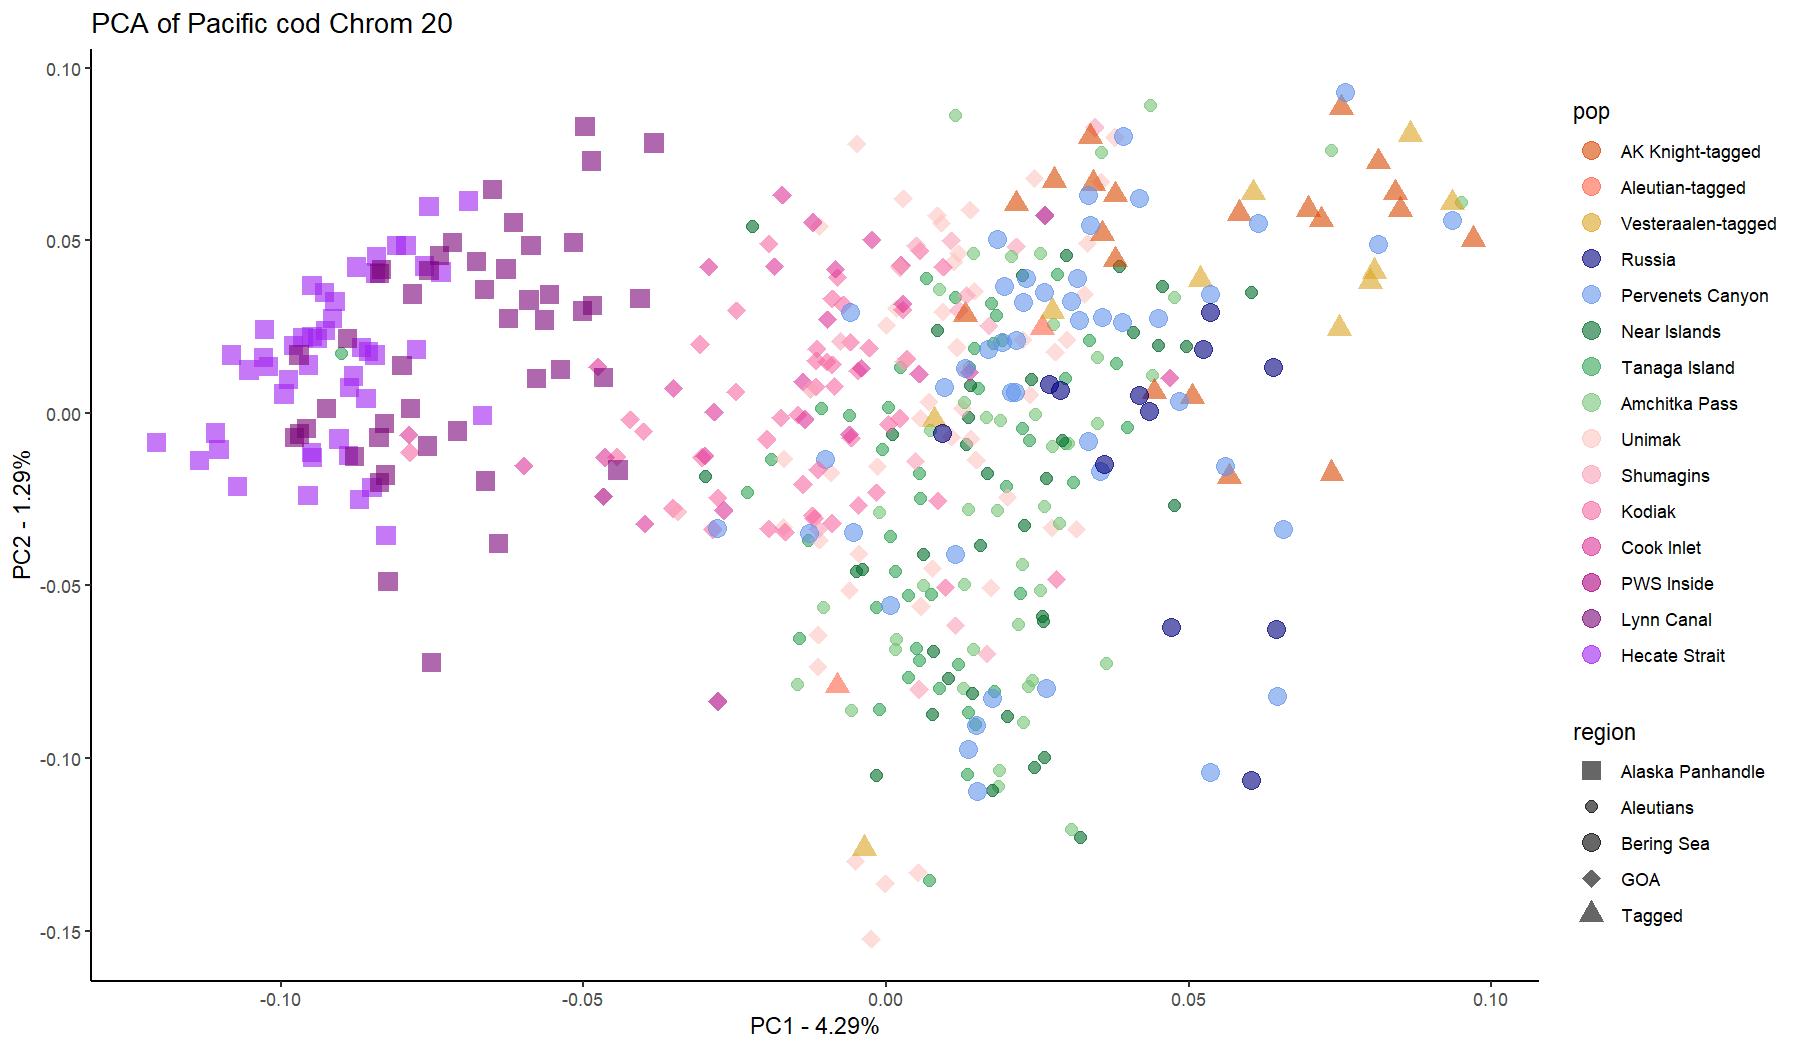 PCA of Pacific cod Chrom 20
PC2 - 1.29%
0.10
0.05
0.00
-0.05
-0.10
-0.15
-0.10
-0.05
0.00
0.05
0.10
PC1 - 4.29%
pop
AK Knight-tagged
Aleutian-tagged
Vesteraalen-tagged
Russia
Pervenets Canyon
Near Islands
Tanaga Island
Amchitka Pass
Unimak
Shumagins
Kodiak
Cook Inlet
PWS Inside
Lynn Canal
Hecate Strait
region
Alaska Panhandle
Aleutians
Bering Sea
GOA
Tagged